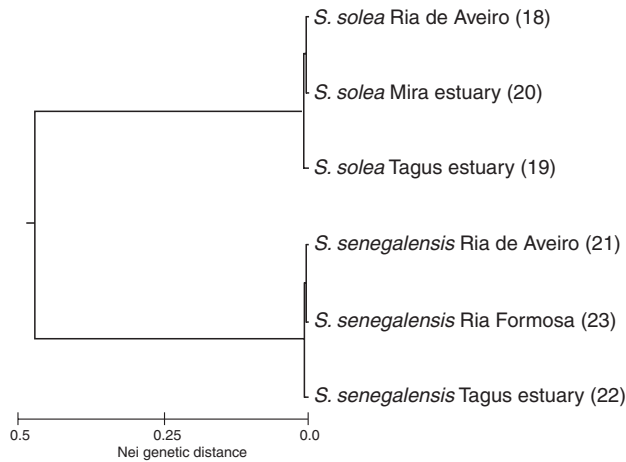 S. solea Ria de Aveiro (18)
S. solea Mira estuary (20)
S. solea Tagus estuary (19)
S. senegalensis Ria de Aveiro (21)
S. senegalensis Ria Formosa (23)
S. senegalensis Tagus estuary (22)
0.5 0.25 0.0
Nei genetic distance